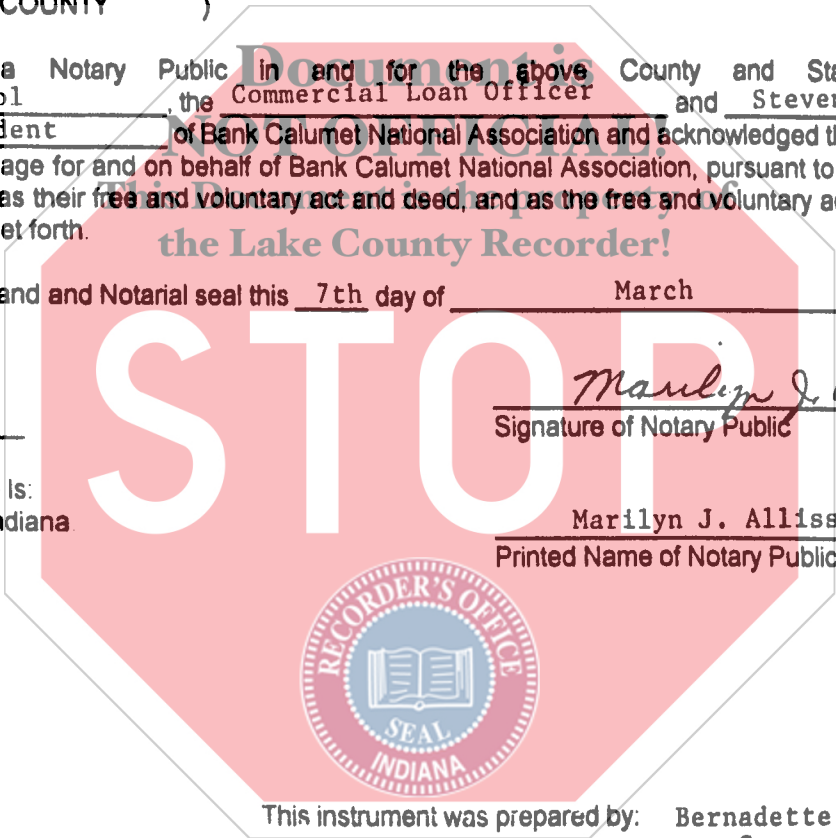 COUNTY )
a Notary Public in and for the above County and Sta
ol , the Commercial Loan Officer and Steven
dent of Bank Calumet National Association and acknowledged th
age for and on behalf of Bank Calumet National Association, pursuant to
as their free and voluntary act and deed, and as the free and voluntary a
et forth.
Document is
NOT OFFICIAL!
This Document is the property of
the Lake County Recorder!
and and Notarial seal this 7th day of March
STOP
Marilyn J.
Signature of Notary Public
Is:
ndiana
Marilyn J. Alliss
Printed Name of Notary Public
RECORDER'S OFFICE
SEAL
INDIANA
This instrument was prepared by: Bernadette